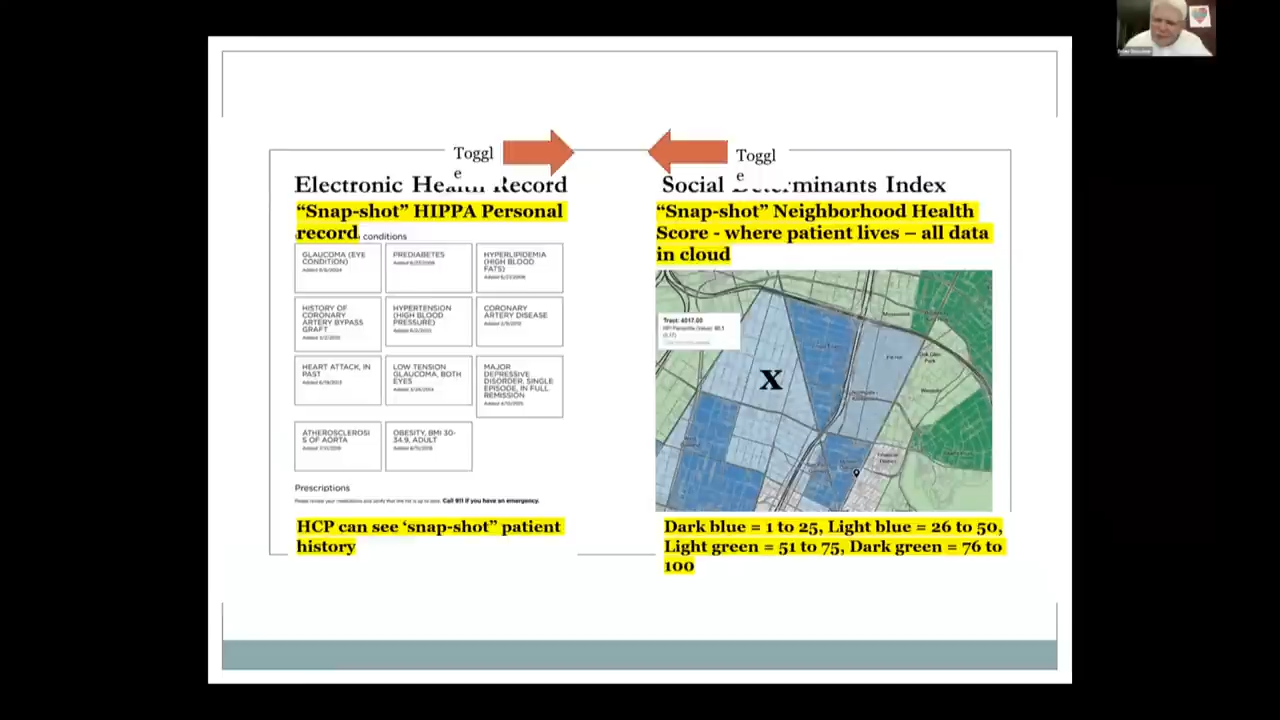 Toggl
e
Toggl
e
Electronic Health Record
"Snap-shot" HIPPA Personal
record
conditions
GLAUCOMA (EYE
CONDITION)
PREDIABETES
HYPERLIPIDEMIA
(HIGH BLOOD
FATS)
HISTORY OF
CORONARY
ARTERY BYPASS
GRAFT
HYPERTENSION
(HIGH BLOOD
PRESSURE)
CORONARY
ARTERY DISEASE
HEART ATTACK, IN
PAST
LOW TENSION
GLAUCOMA, BOTH
EYES
MAJOR
DEPRESSIVE
DISORDER, SINGLE
EPISODE, IN FULL
REMISSION
ATHEROSCLEROSI
S OF AORTA
OBESITY, BMI 30-
34.9, ADULT
Prescriptions
Call 911 if you have an emergency.
HCP can see 'snap-shot" patient
history
Social Determinants Index
"Snap-shot" Neighborhood Health
Score - where patient lives – all data
in cloud
Tract: 4017.00
X
Dark blue = 1 to 25, Light blue = 26 to 50,
Light green = 51 to 75, Dark green = 76 to
100